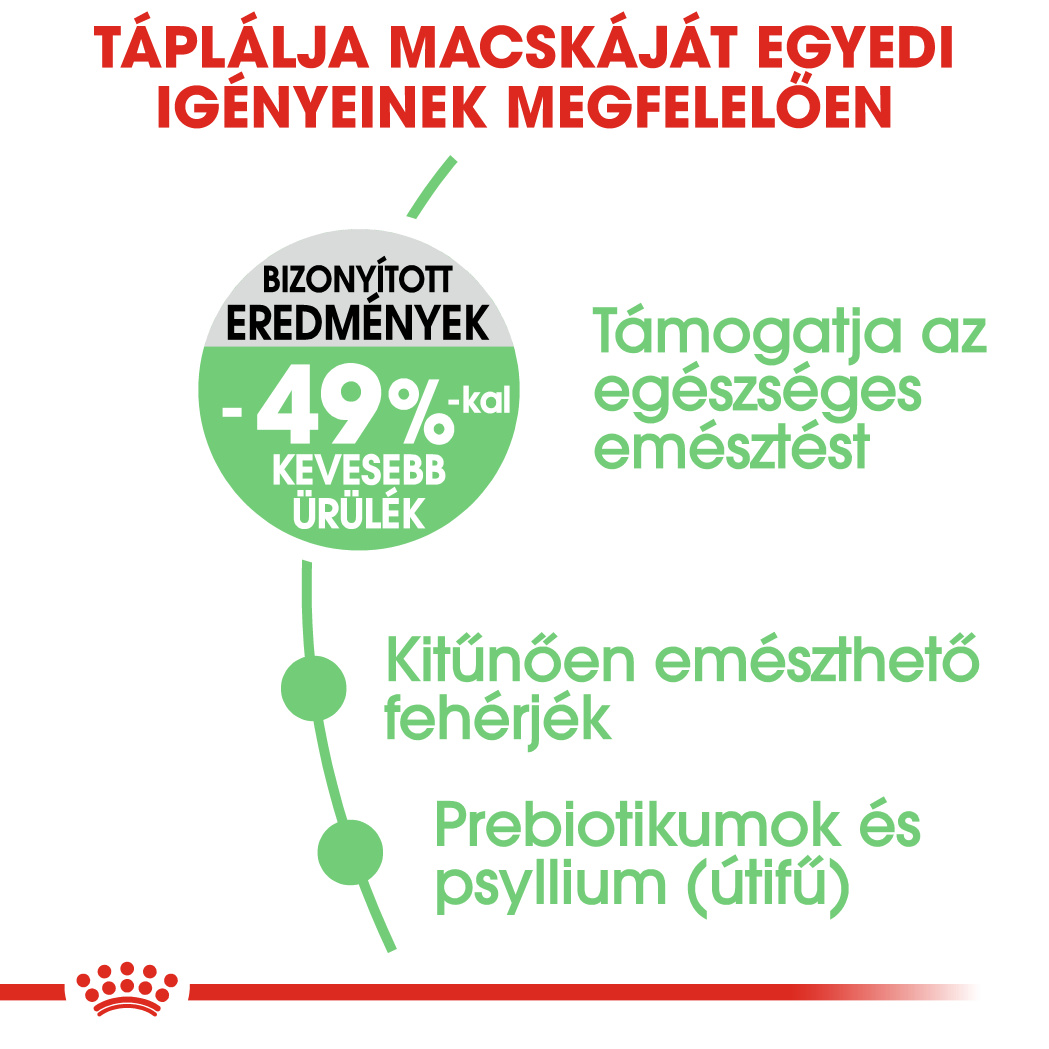 TÁPLÁLJA MACSKÁJÁT EGYEDI
IGÉNYEINEK MEGFELELŐEN
BIZONYÍTOTT
EREDMÉNYEK
- 49%-kal
KEVESEBB
ÜRÜLÉK
Támogatja az
egészséges
emésztést
Kitűnően emészthető
fehérjék
Prebiotikumok és
psyllium (útifű)